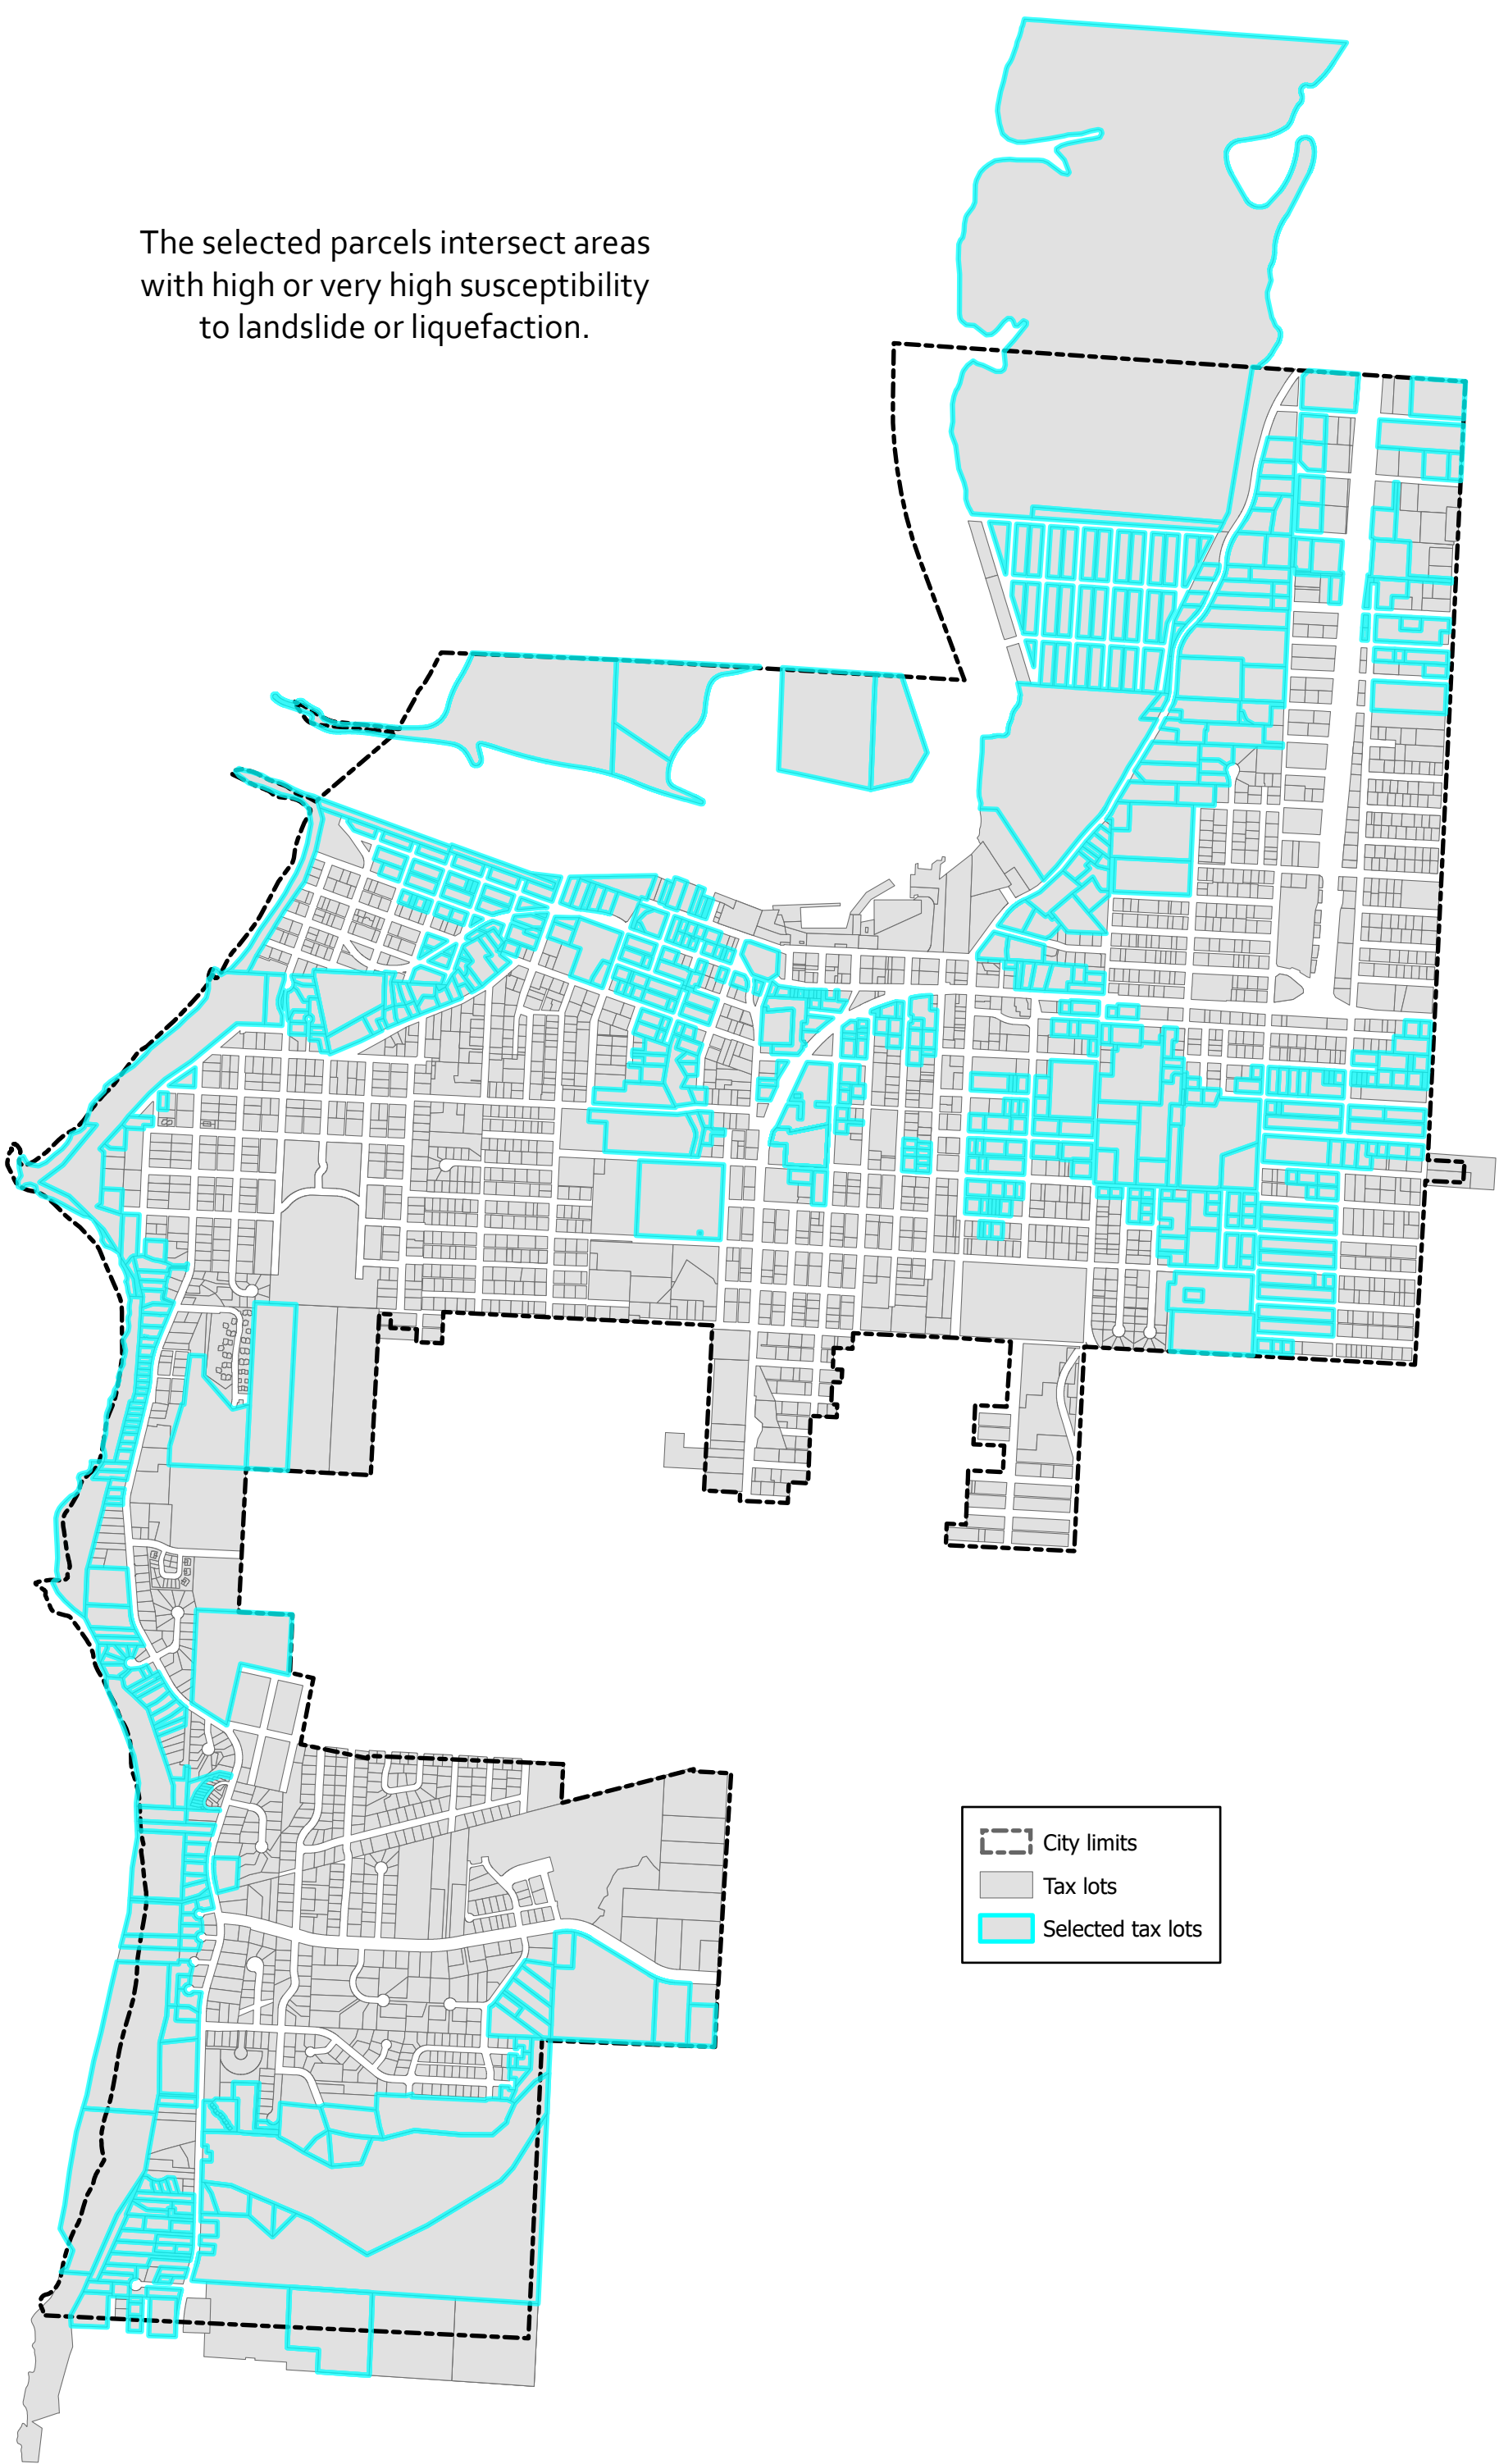 The selected parcels intersect areas
with high or very high susceptibility
to landslide or liquefaction.
City limits
Tax lots
Selected tax lots